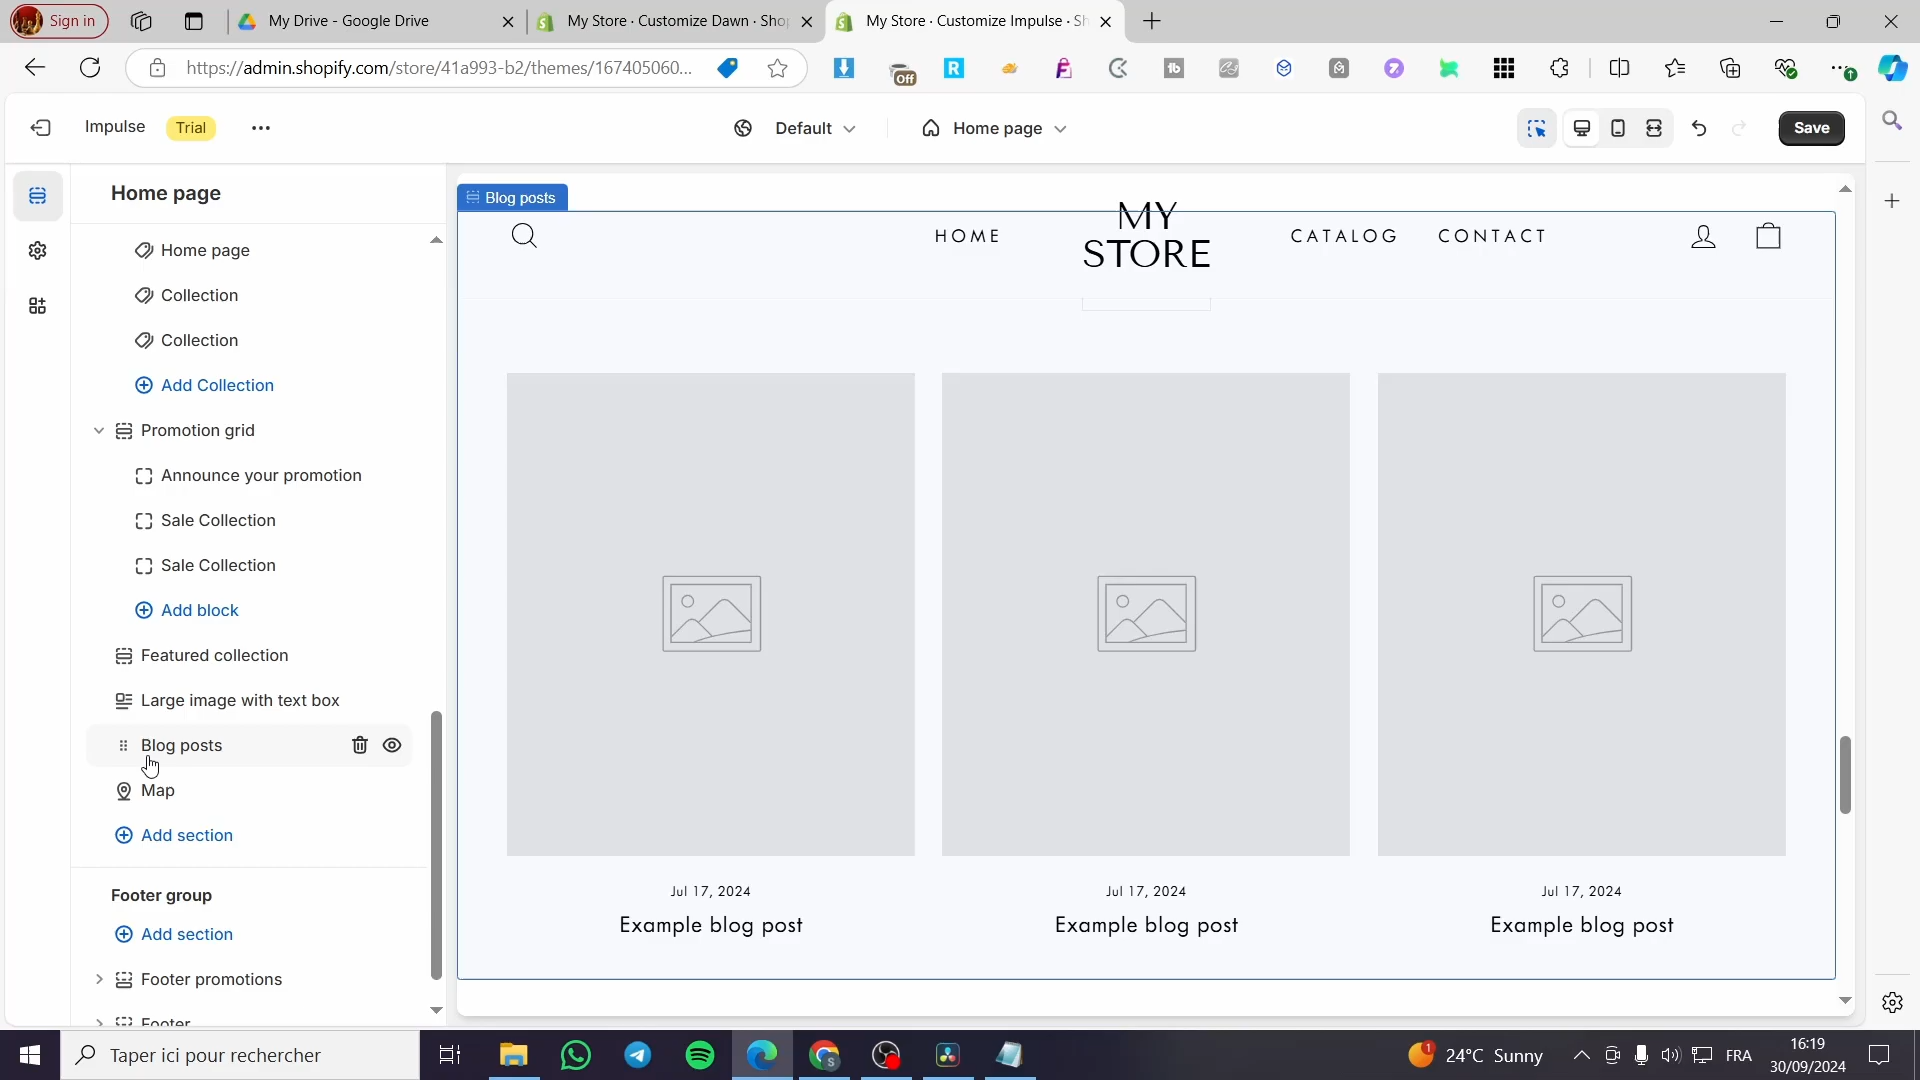 Sign in
My Drive - Google Drive
My Store · Customize Dawn · Sho
My Store · Customize Impulse · Sh
https://admin.shopify.com/store/41a993-b2/themes/167405060...
Off
Impulse
Trial
Default
Home page
Save
Home page
Home page
Collection
Collection
Add Collection
Promotion grid
Announce your promotion
Sale Collection
Sale Collection
Add block
Featured collection
Large image with text box
Blog posts
Map
Add section
Footer group
Add section
Footer promotions
Footer
Blog posts
HOME
MY
STORE
CATALOG
CONTACT
Jul 17, 2024
Example blog post
Jul 17, 2024
Example blog post
Jul 17, 2024
Example blog post
Taper ici pour rechercher
24°C Sunny
FRA
16:19
30/09/2024